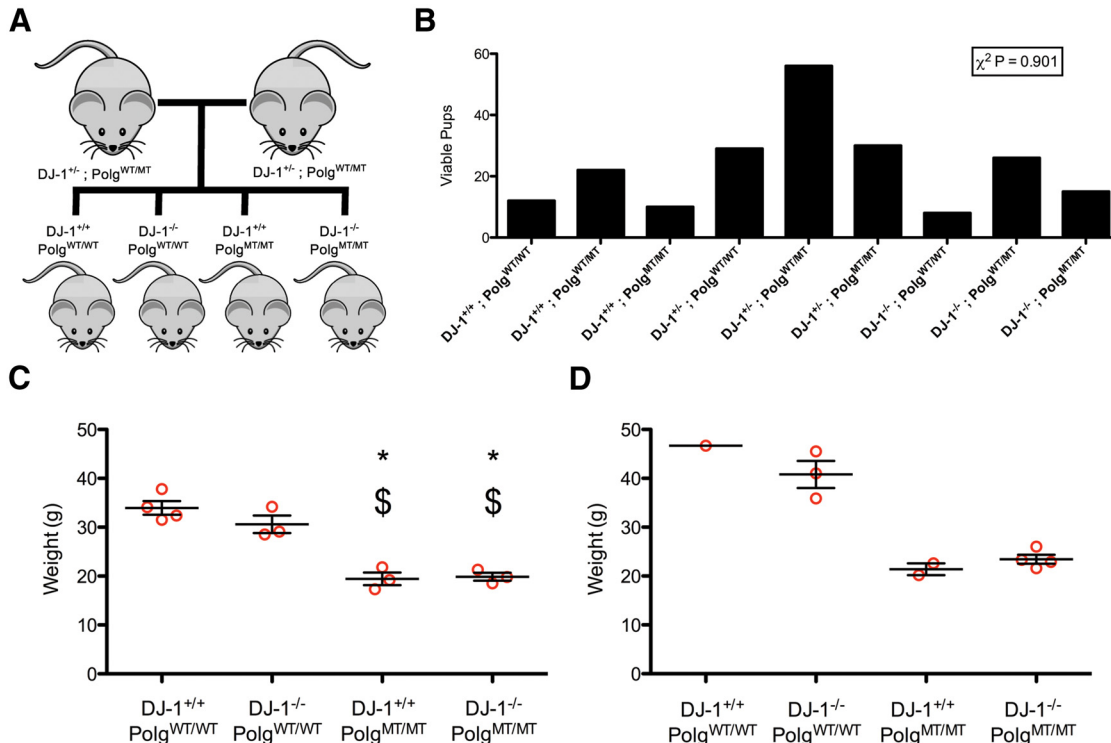 A
DJ-1+/- ; PolgWT/MT
DJ-1+/- ; PolgWT/MT
DJ-1+/+ DJ-1-/- DJ-1+/+ DJ-1-/-
PolgWT/WT PolgWT/WT PolgMT/MT PolgMT/MT
B
χ2 P = 0.901
Viable Pups
60
40
20
0
DJ-1+/+ ; PolgWT/WT
DJ-1+/+ ; PolgWT/MT
DJ-1+/+ ; PolgMT/MT
DJ-1+/- ; PolgWT/WT
DJ-1+/- ; PolgWT/MT
DJ-1+/- ; PolgMT/MT
DJ-1-/- ; PolgWT/WT
DJ-1-/- ; PolgWT/MT
DJ-1-/- ; PolgMT/MT
C
Weight (g)
50
40
30
20
10
0
* *
$ $
DJ-1+/+ DJ-1-/- DJ-1+/+ DJ-1-/-
PolgWT/WT PolgWT/WT PolgMT/MT PolgMT/MT
D
Weight (g)
50
40
30
20
10
0
DJ-1+/+ DJ-1-/- DJ-1+/+ DJ-1-/-
PolgWT/WT PolgWT/WT PolgMT/MT PolgMT/MT